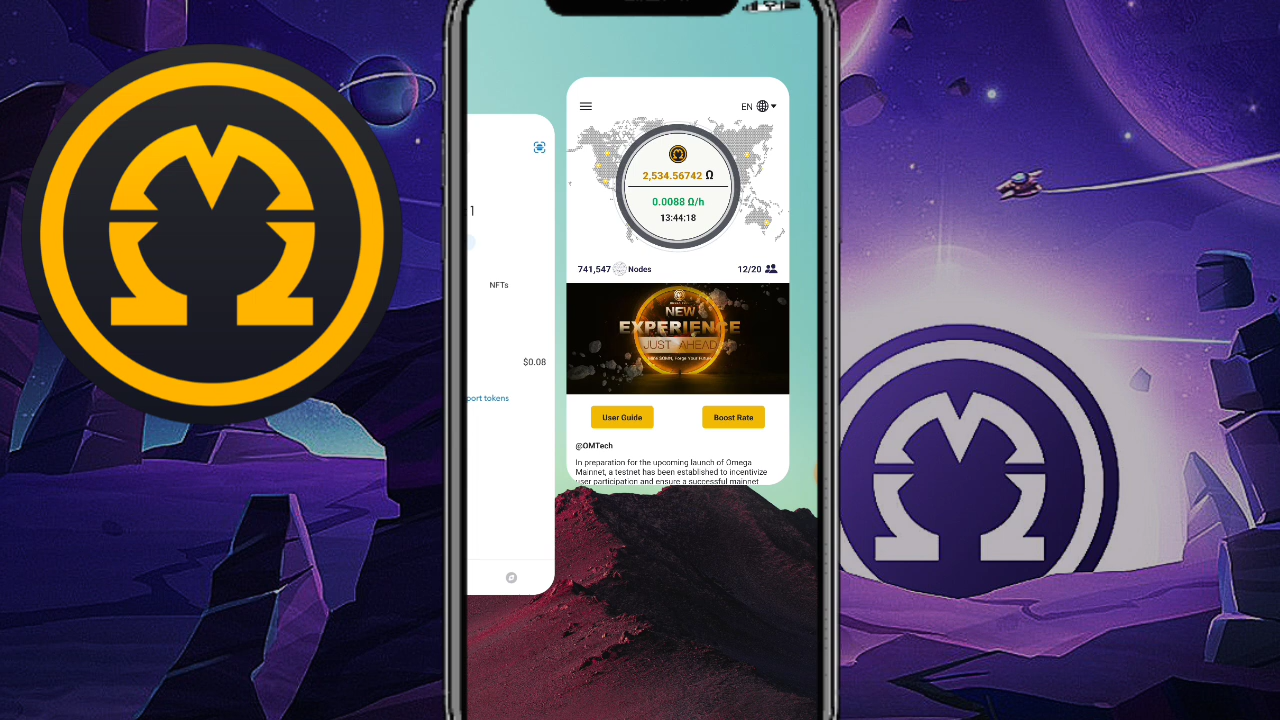 EN
2,534.56742 Ω
0.0088 Ω/h
13:44:18
741,547 Nodes
12/20
1
NFTs
$0.08
port tokens
NEW
EXPERIENCE
JUST AHEAD
User Guide
Boost Rate
@OMTech
In preparation for the upcoming launch of Omega
Mainnet, a testnet has been established to incentivize
user participation and ensure a successful mainnet